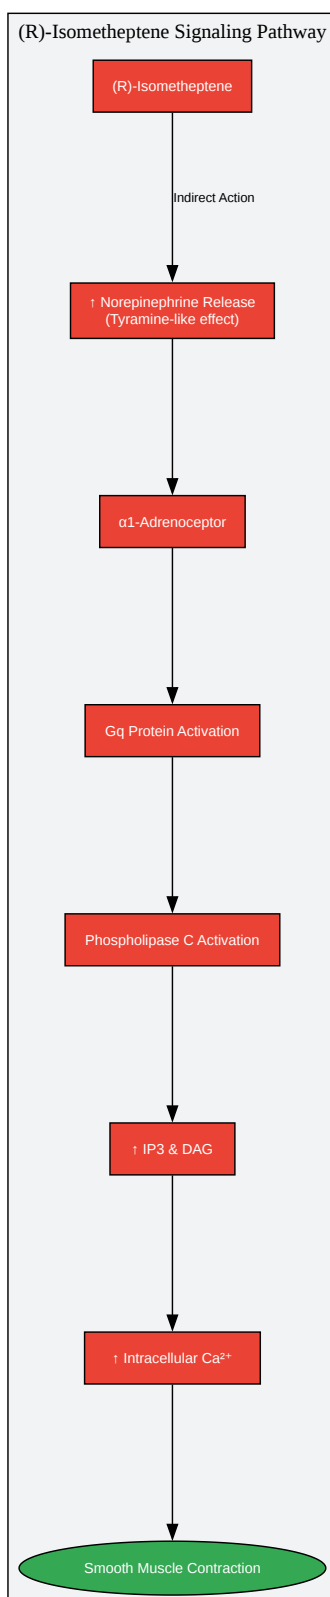 (R)-Isometheptene Signaling Pathway
(R)-Isometheptene
Indirect Action
↑ Norepinephrine Release
(Tyramine-like effect)
α1-Adrenoceptor
Gq Protein Activation
Phospholipase C Activation
↑ IP3 & DAG
↑ Intracellular Ca²⁺
Smooth Muscle Contraction